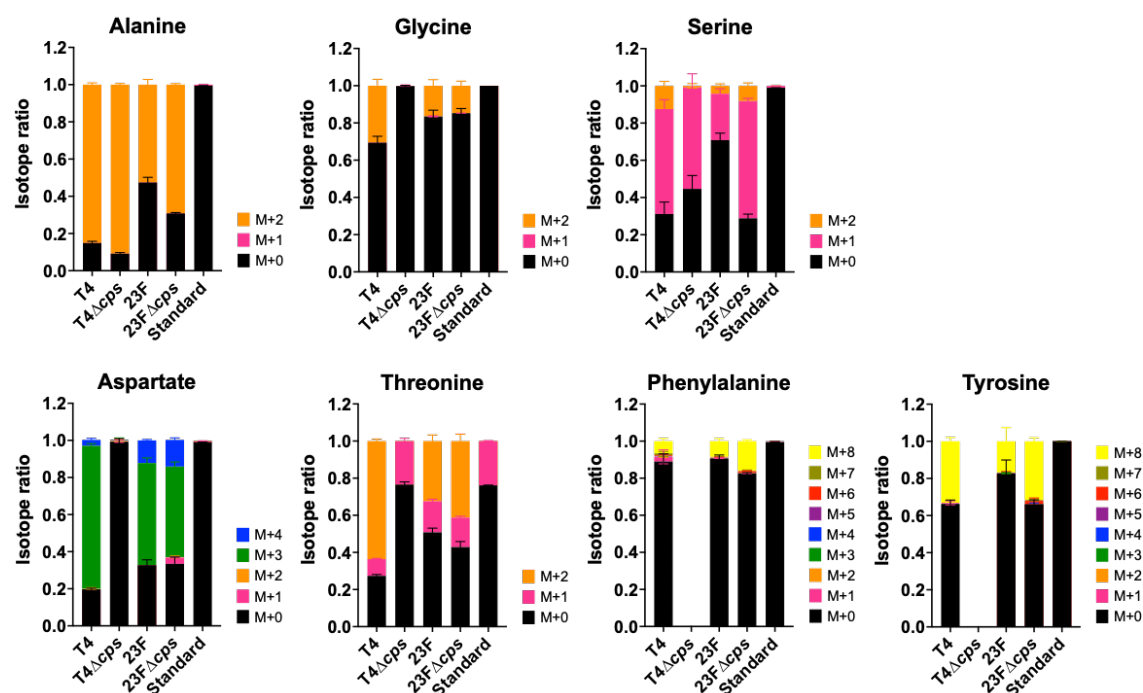 Alanine
Isotope ratio
1.2
1.0
0.8
0.6
0.4
0.2
0.0
M+2
M+1
M+0
T4
T4Δcps
23F
23FΔcps
Standard
Glycine
Isotope ratio
1.2
1.0
0.8
0.6
0.4
0.2
0.0
M+2
M+1
M+0
T4
T4Δcps
23F
23FΔcps
Standard
Serine
Isotope ratio
1.2
1.0
0.8
0.6
0.4
0.2
0.0
M+2
M+1
M+0
T4
T4Δcps
23F
23FΔcps
Standard
Aspartate
Isotope ratio
1.2
1.0
0.8
0.6
0.4
0.2
0.0
M+4
M+3
M+2
M+1
M+0
T4
T4Δcps
23F
23FΔcps
Standard
Threonine
Isotope ratio
1.2
1.0
0.8
0.6
0.4
0.2
0.0
M+2
M+1
M+0
T4
T4Δcps
23F
23FΔcps
Standard
Phenylalanine
Isotope ratio
1.2
1.0
0.8
0.6
0.4
0.2
0.0
M+8
M+7
M+6
M+5
M+4
M+3
M+2
M+1
M+0
T4
T4Δcps
23F
23FΔcps
Standard
Tyrosine
Isotope ratio
1.2
1.0
0.8
0.6
0.4
0.2
0.0
M+8
M+7
M+6
M+5
M+4
M+3
M+2
M+1
M+0
T4
T4Δcps
23F
23FΔcps
Standard